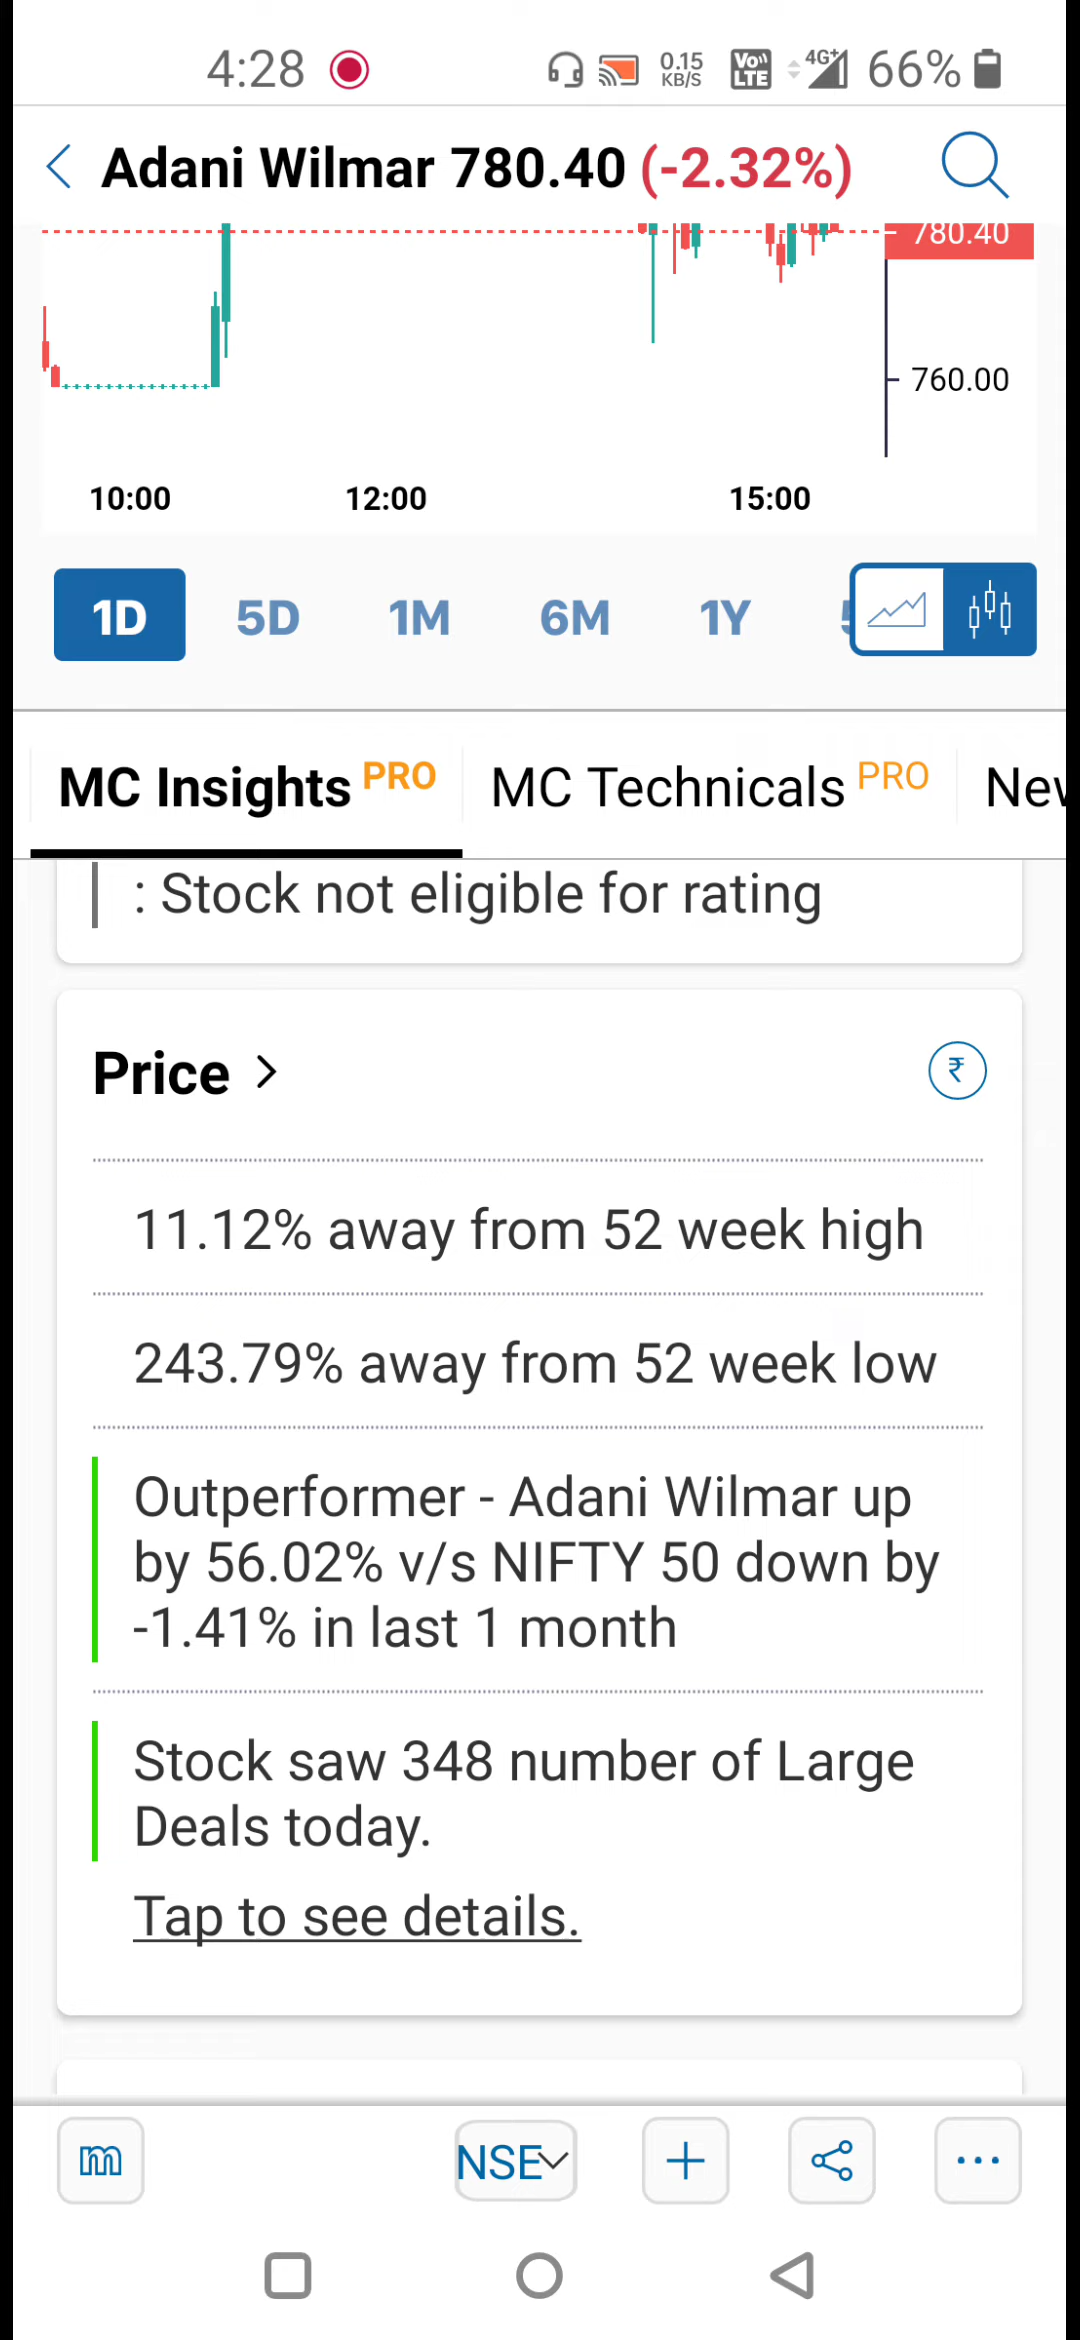 4:28
0.15
KB/S
Vo))
LTE
4G+
66%
Adani Wilmar 780.40 (-2.32%)
780.40
760.00
10:00 12:00 15:00
1D 5D 1M 6M 1Y
MC Insights PRO MC Technicals PRO
: Stock not eligible for rating
Price >
₹
11.12% away from 52 week high
243.79% away from 52 week low
Outperformer - Adani Wilmar up
by 56.02% v/s NIFTY 50 down by
-1.41% in last 1 month
Stock saw 348 number of Large
Deals today.
Tap to see details.
m
NSE